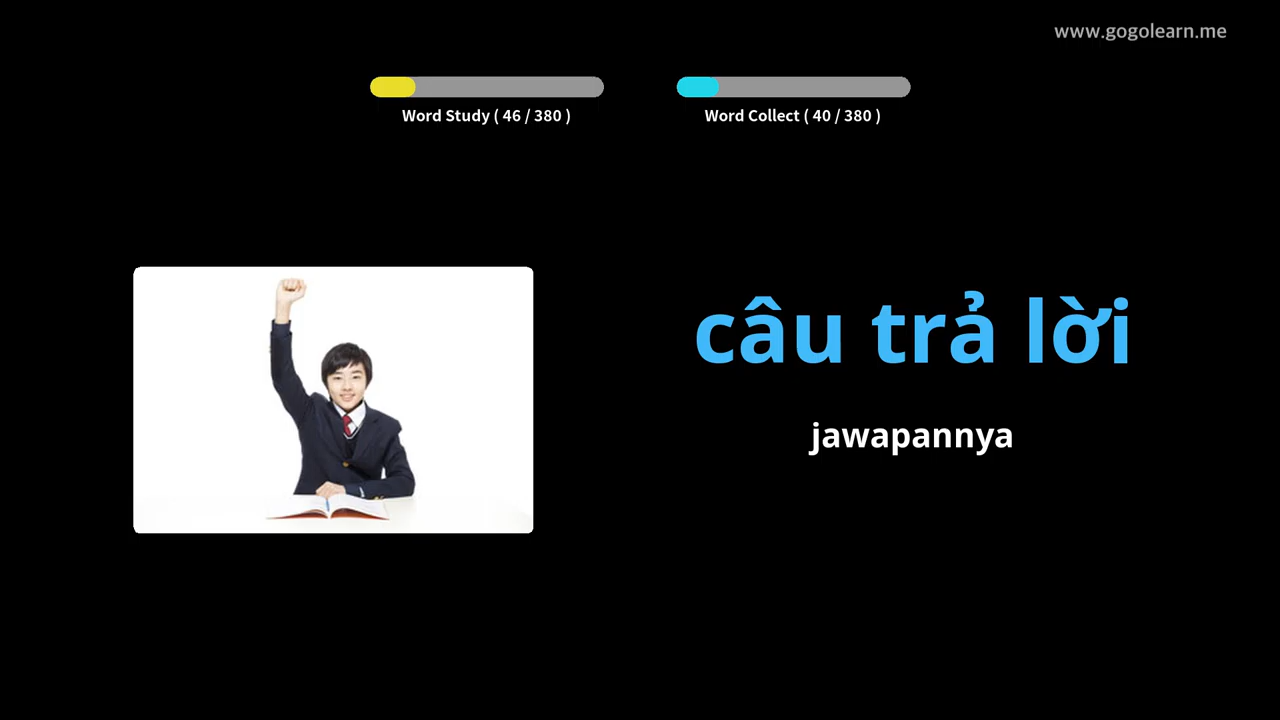 www.gogolearn.me
Word Study ( 46 / 380 )
Word Collect ( 40 / 380 )
câu trả lời
jawapannya